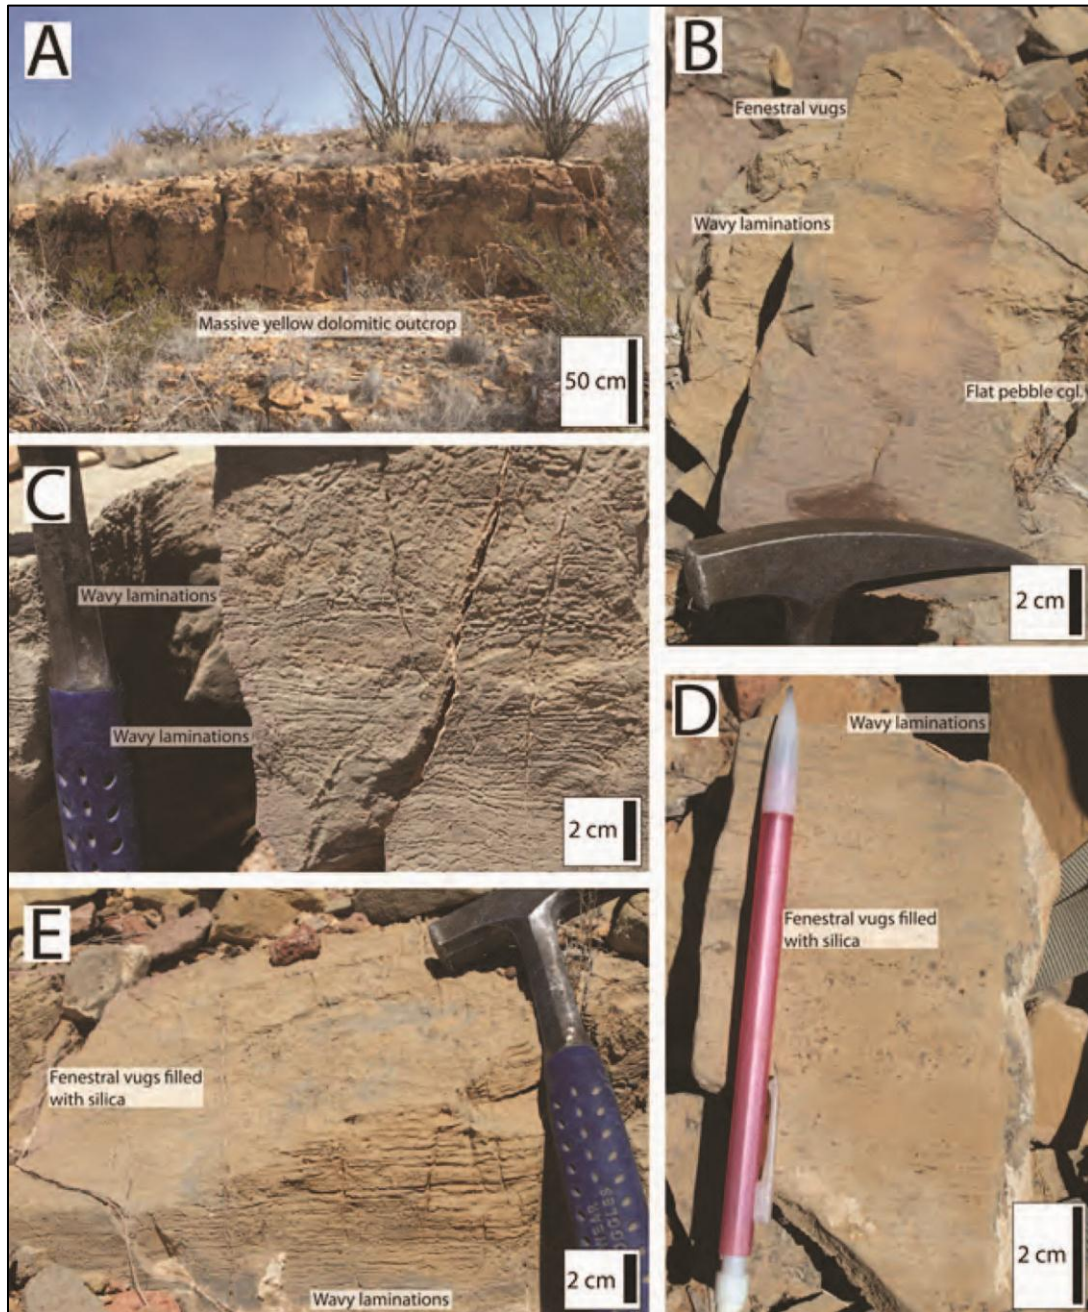 A
Massive yellow dolomitic outcrop
50 cm
B
Fenestral vugs
Wavy laminations
Flat pebble cgl.
2 cm
C
Wavy laminations
Wavy laminations
2 cm
D
Wavy laminations
Fenestral vugs filled
with silica
2 cm
E
Fenestral vugs filled
with silica
Wavy laminations
2 cm
WEAR
GOGGLES